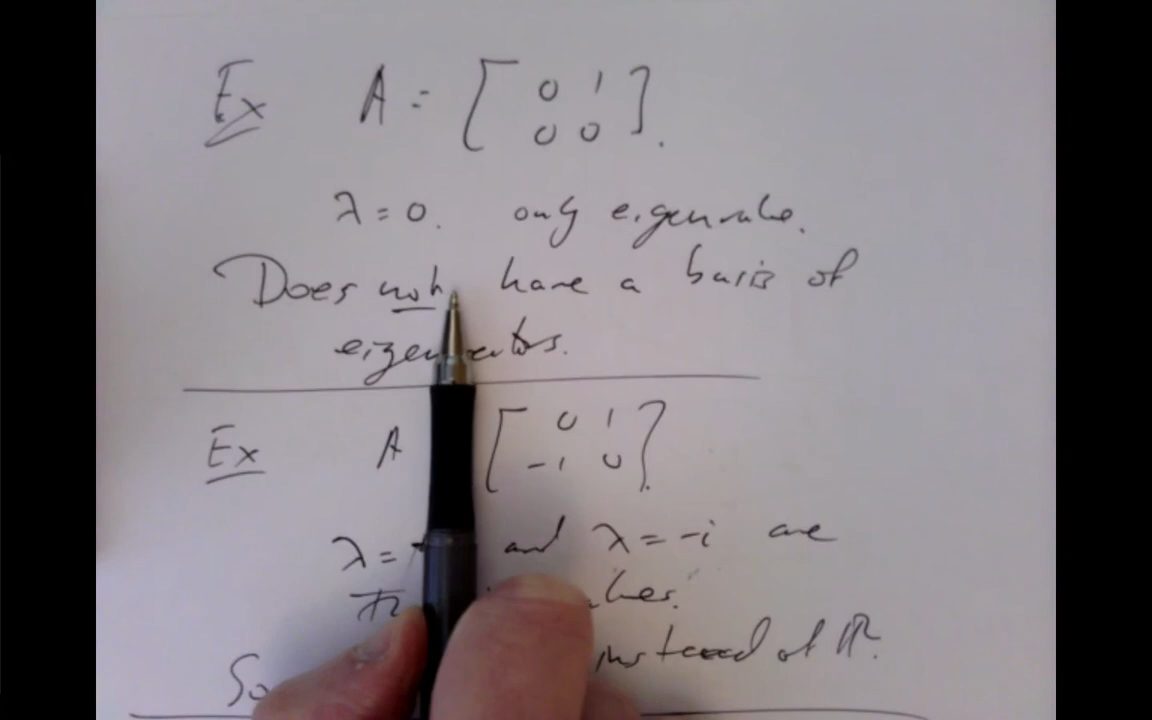 Ex A = [ 0 1
0 0 ].
λ = 0. only eigenvalue.
Does not have a basis of
eigenvectors.
Ex A [ 0 1
-1 0 ].
λ = and λ = -i are
So instead of ℝ.